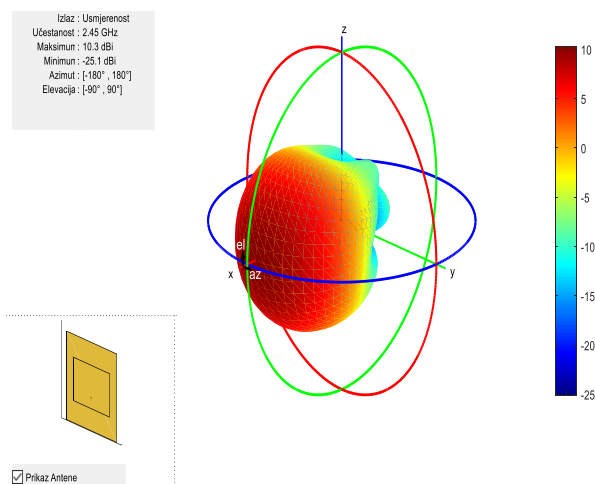 Izlaz : Usmjerenost
Učestanost : 2.45 GHz
Maksimun : 10.3 dBi
Minimun : -25.1 dBi
Azimut : [-180° , 180°]
Elevacija : [-90° , 90°]
z
el
x
az
y
10
5
0
-5
-10
-15
-20
-25
Prikaz Antene